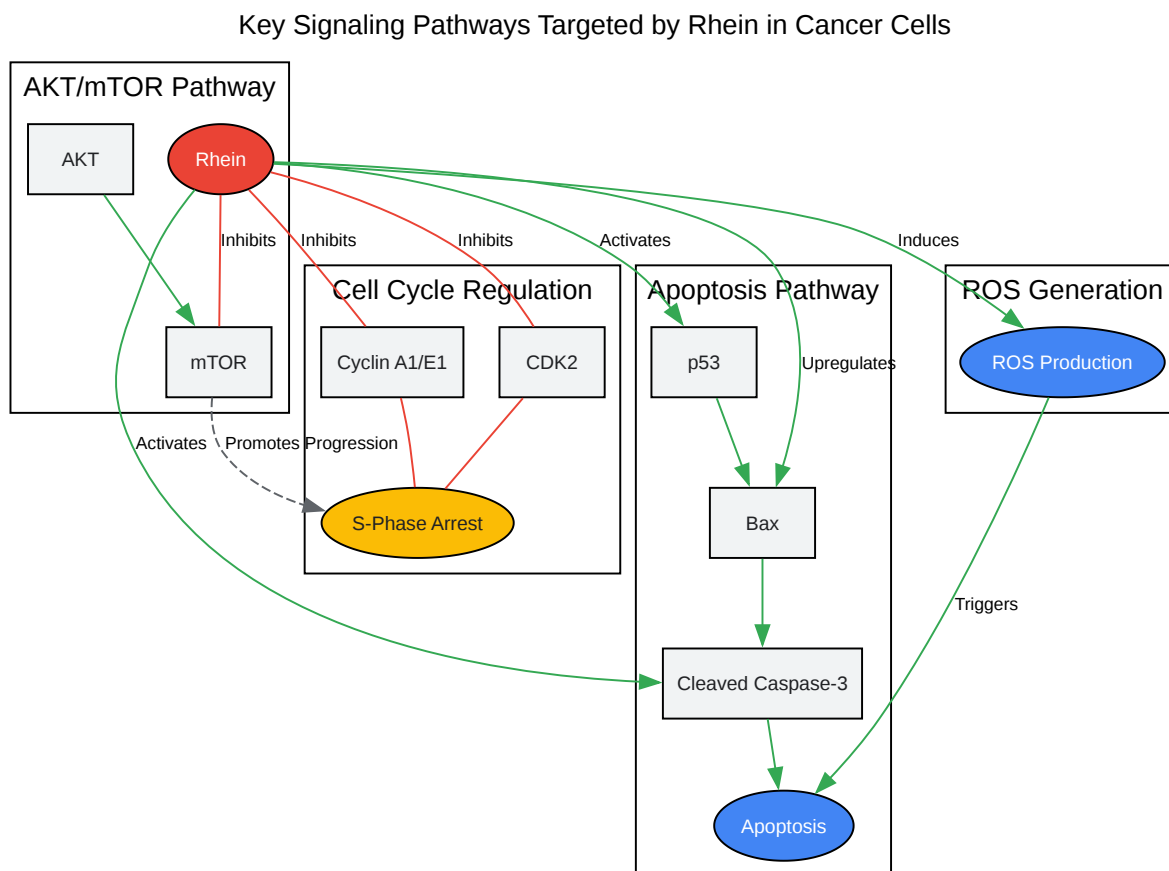 Key Signaling Pathways Targeted by Rhein in Cancer Cells
AKT/mTOR Pathway
AKT
Rhein
Inhibits
Inhibits
Inhibits
Activates
Induces
Cell Cycle Regulation
Apoptosis Pathway
ROS Generation
mTOR
Cyclin A1/E1
CDK2
p53
Upregulates
ROS Production
Activates
Promotes Progression
S-Phase Arrest
Bax
Triggers
Cleaved Caspase-3
Apoptosis